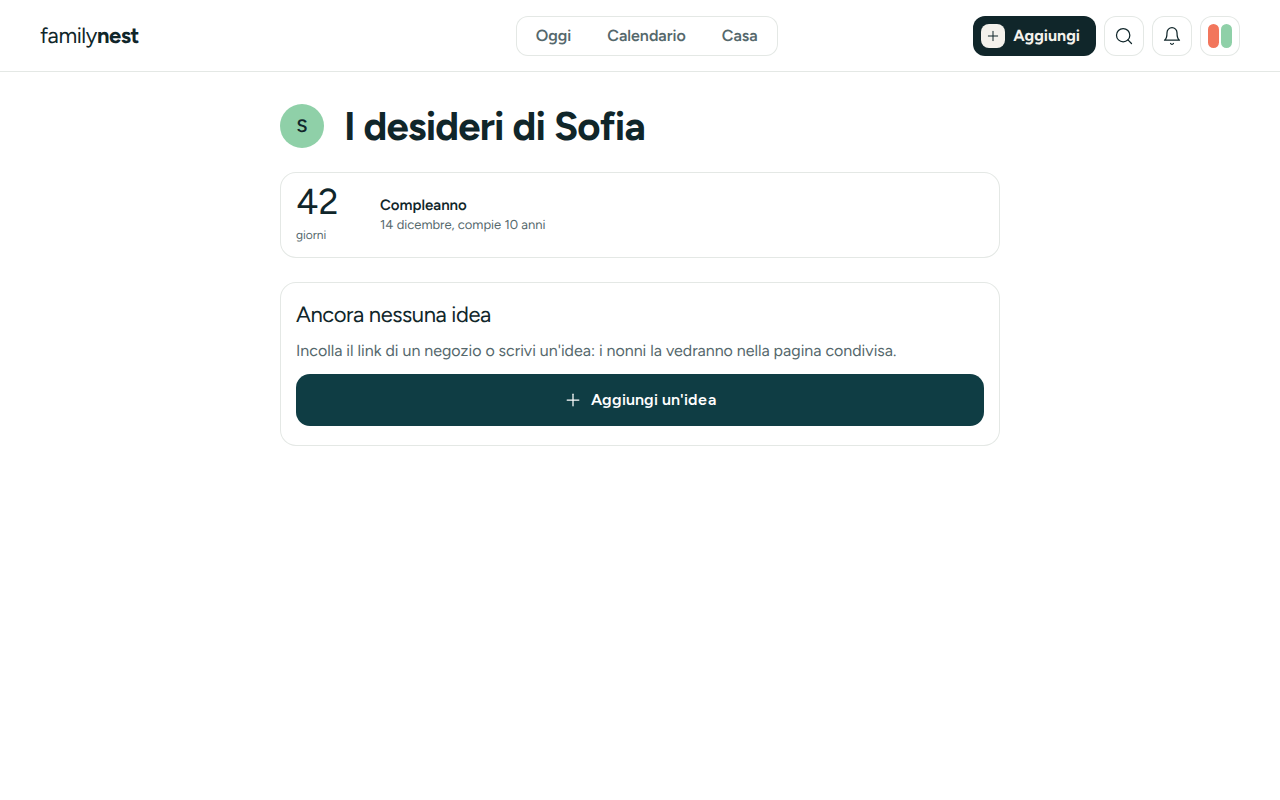 familynest
Oggi
Calendario
Casa
Aggiungi
S
I desideri di Sofia
42
giorni
Compleanno
14 dicembre, compie 10 anni
Ancora nessuna idea
Incolla il link di un negozio o scrivi un'idea: i nonni la vedranno nella pagina condivisa.
Aggiungi un'idea